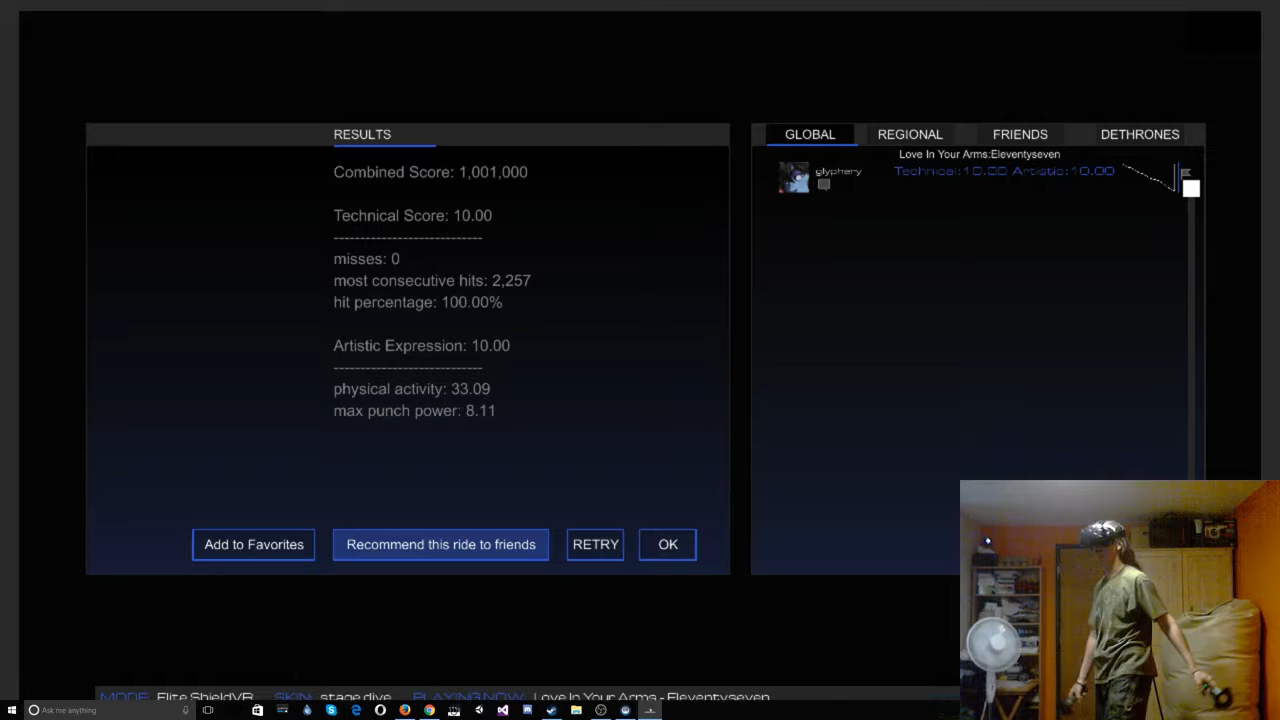 RESULTS
Combined Score: 1,001,000
Technical Score: 10.00
----------------------------
misses: 0
most consecutive hits: 2,257
hit percentage: 100.00%
Artistic Expression: 10.00
----------------------------
physical activity: 33.09
max punch power: 8.11
Add to Favorites
Recommend this ride to friends
RETRY
OK
GLOBAL REGIONAL FRIENDS DETHRONES
Love In Your Arms:Eleventyseven
glyphery Technical:10.00 Artistic:10.00
MODE: Elite ShieldVR SKIN: stage dive PLAYING NOW: Love In Your Arms - Eleventyseven
Ask me anything